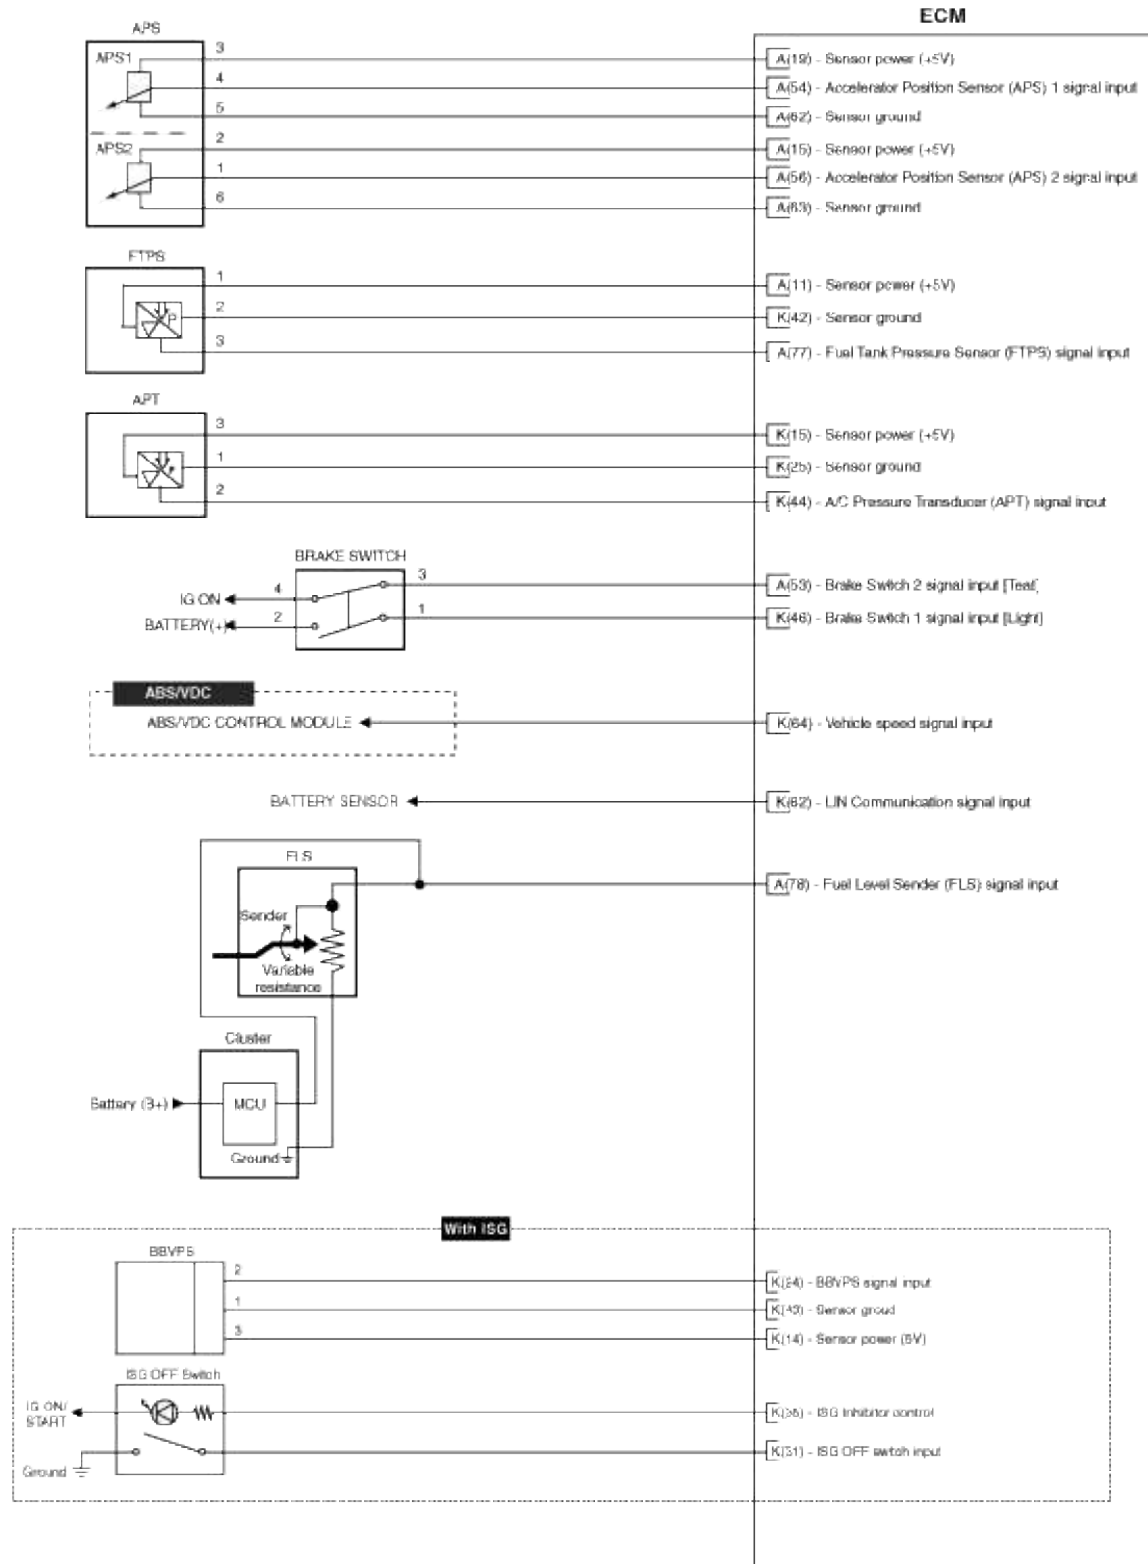 ECM
APS
APS1
3
A(19) - Sensor power (+5V)
4
A(54) - Accelerator Position Sensor (APS) 1 signal input
5
A(62) - Sensor ground
APS2
2
A(15) - Sensor power (+5V)
1
A(56) - Accelerator Position Sensor (APS) 2 signal input
6
A(63) - Sensor ground
FTPS
1
A(11) - Sensor power (+5V)
P
2
K(42) - Sensor ground
3
A(77) - Fuel Tank Pressure Sensor (FTPS) signal input
APT
3
K(15) - Sensor power (+5V)
P
1
K(25) - Sensor ground
2
K(44) - A/C Pressure Transducer (APT) signal input
BRAKE SWITCH
IG ON
4
3
A(53) - Brake Switch 2 signal input [Test]
BATTERY(+)
2
1
K(46) - Brake Switch 1 signal input [Light]
ABS/VDC
ABS/VDC CONTROL MODULE
K(64) - Vehicle speed signal input
BATTERY SENSOR
K(62) - LIN Communication signal input
FLS
A(78) - Fuel Level Sender (FLS) signal input
Sender
Variable
resistance
Cluster
Battery (B+)
MCU
Ground
With ISG
BBVPS
2
K(24) - BBVPS signal input
1
K(43) - Sensor groud
3
K(14) - Sensor power (5V)
ISG OFF Switch
IG ON/
START
- ISG Inhibitor control
Ground
K(31) - ISG OFF switch input